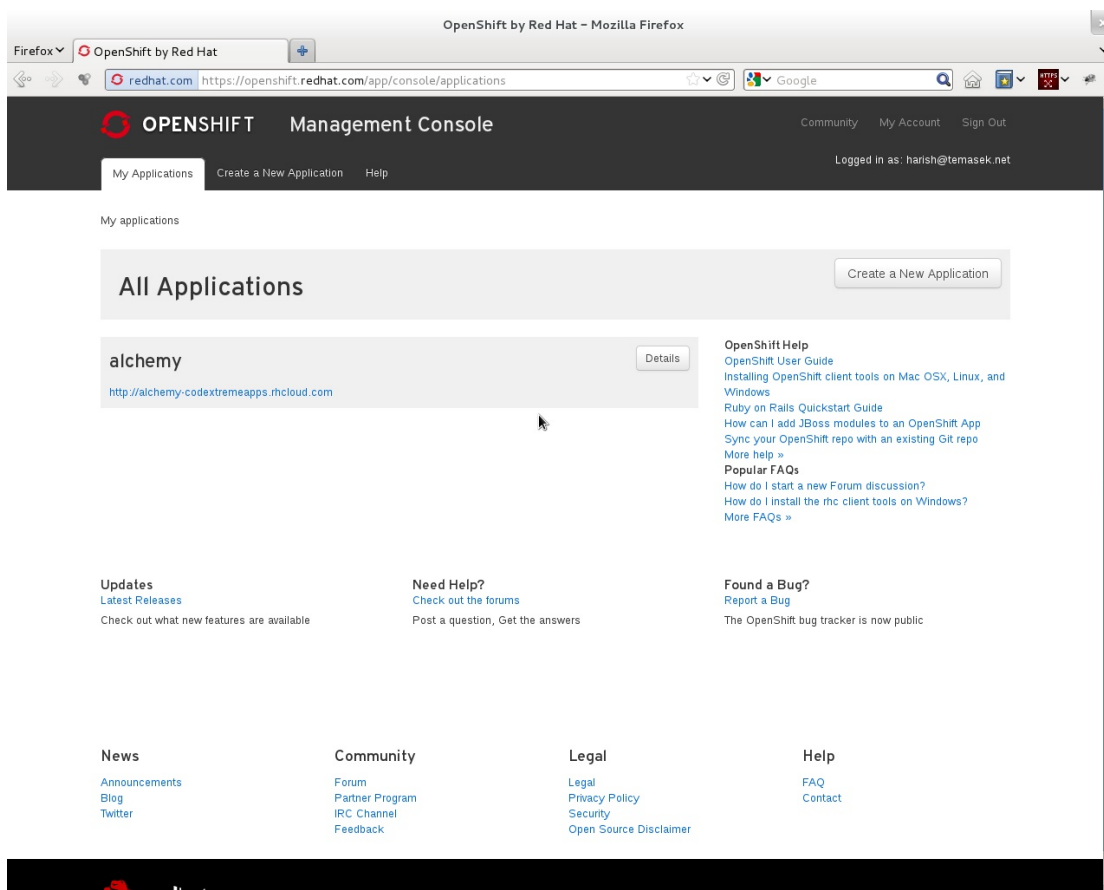 OpenShift by Red Hat - Mozilla Firefox
Firefox
OpenShift by Red Hat
redhat.com https://openshift.redhat.com/app/console/applications
Google
HTTPS
OPENSHIFT Management Console
Community My Account Sign Out
Logged in as: harish@temasek.net
My Applications Create a New Application Help
My applications
All Applications
Create a New Application
alchemy
Details
http://alchemy-codextremeapps.rhcloud.com
OpenShift Help
OpenShift User Guide
Installing OpenShift client tools on Mac OSX, Linux, and
Windows
Ruby on Rails Quickstart Guide
How can I add JBoss modules to an OpenShift App
Sync your OpenShift repo with an existing Git repo
More help »
Popular FAQs
How do I start a new Forum discussion?
How do I install the rhc client tools on Windows?
More FAQs »
Updates
Latest Releases
Check out what new features are available
Need Help?
Check out the forums
Post a question, Get the answers
Found a Bug?
Report a Bug
The OpenShift bug tracker is now public
News
Announcements
Blog
Twitter
Community
Forum
Partner Program
IRC Channel
Feedback
Legal
Legal
Privacy Policy
Security
Open Source Disclaimer
Help
FAQ
Contact